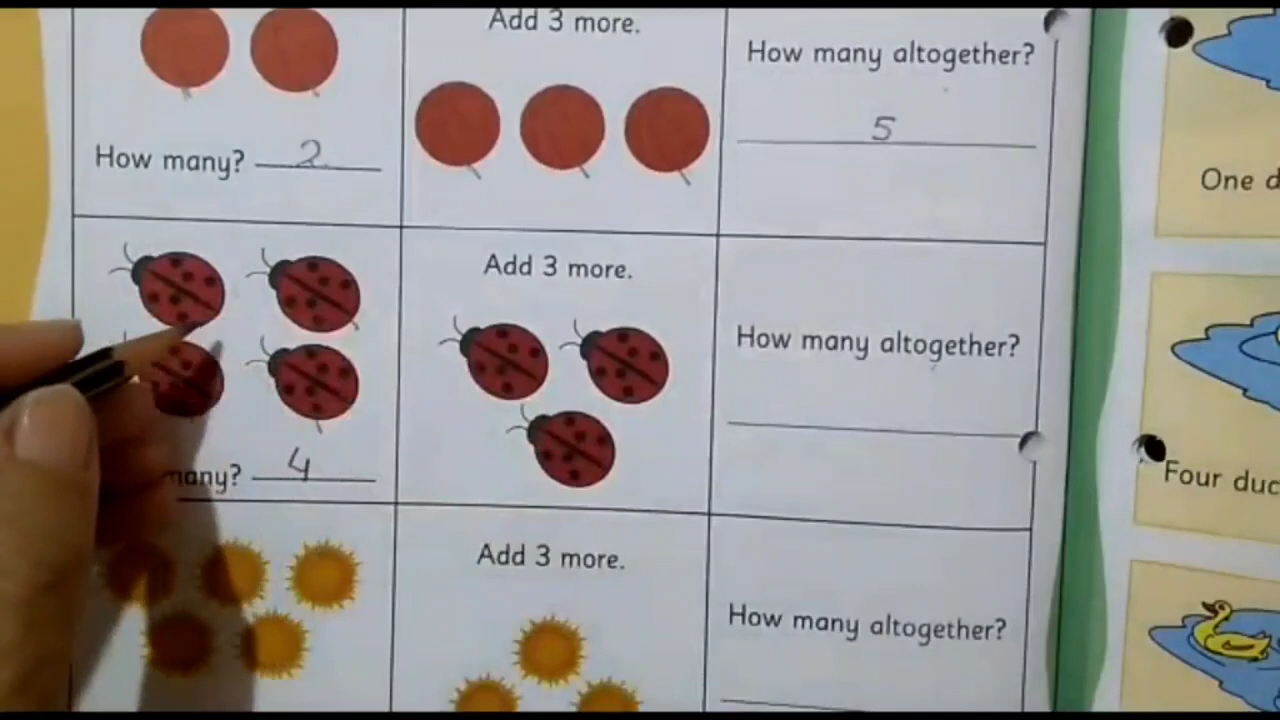 Add 3 more.
How many altogether?
5
How many? 2
Add 3 more.
How many altogether?
many? 4
Add 3 more.
How many altogether?
One
Four